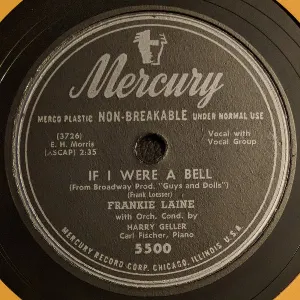 Mercury
MERCO PLASTIC NON-BREAKABLE UNDER NORMAL USE
(3726)
E. H. Morris
(ASCAP) 2:35
Vocal with
Vocal Group
IF I WERE A BELL
(From Broadway Prod. "Guys and Dolls")
(Frank Loesser)
FRANKIE LAINE
with Orch. Cond. by
HARRY GELLER
Carl Fischer, Piano
5500
MERCURY RECORD CORP. CHICAGO, ILLINOIS U.S.A.